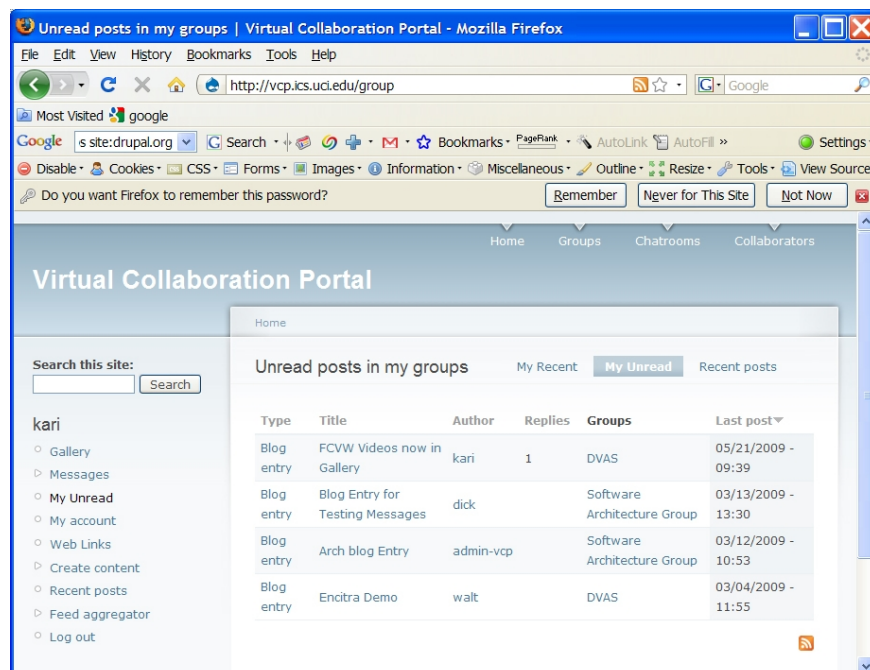 Unread posts in my groups | Virtual Collaboration Portal - Mozilla Firefox
File Edit View History Bookmarks Tools Help
http://vcp.ics.uci.edu/group G Google
Most Visited google
Google s site:drupal.org G Search M Bookmarks PageRank AutoLink AutoFill » Settings
Disable Cookies CSS Forms Images Information Miscellaneous Outline Resize Tools View Source
Do you want Firefox to remember this password? Remember Never for This Site Not Now
Home Groups Chatrooms Collaborators
Virtual Collaboration Portal
Home
Search this site:
Search
kari
Gallery
Messages
My Unread
My account
Web Links
Create content
Recent posts
Feed aggregator
Log out
Unread posts in my groups My Recent My Unread Recent posts
Type Title Author Replies Groups Last post
Blog FCVW Videos now in 05/21/2009 -
entry Gallery kari 1 DVAS 09:39
Blog Blog Entry for Software 03/13/2009 -
entry Testing Messages dick Architecture Group 13:30
Blog Software 03/12/2009 -
entry Arch blog Entry admin-vcp Architecture Group 10:53
Blog 03/04/2009 -
entry Encitra Demo walt DVAS 11:55